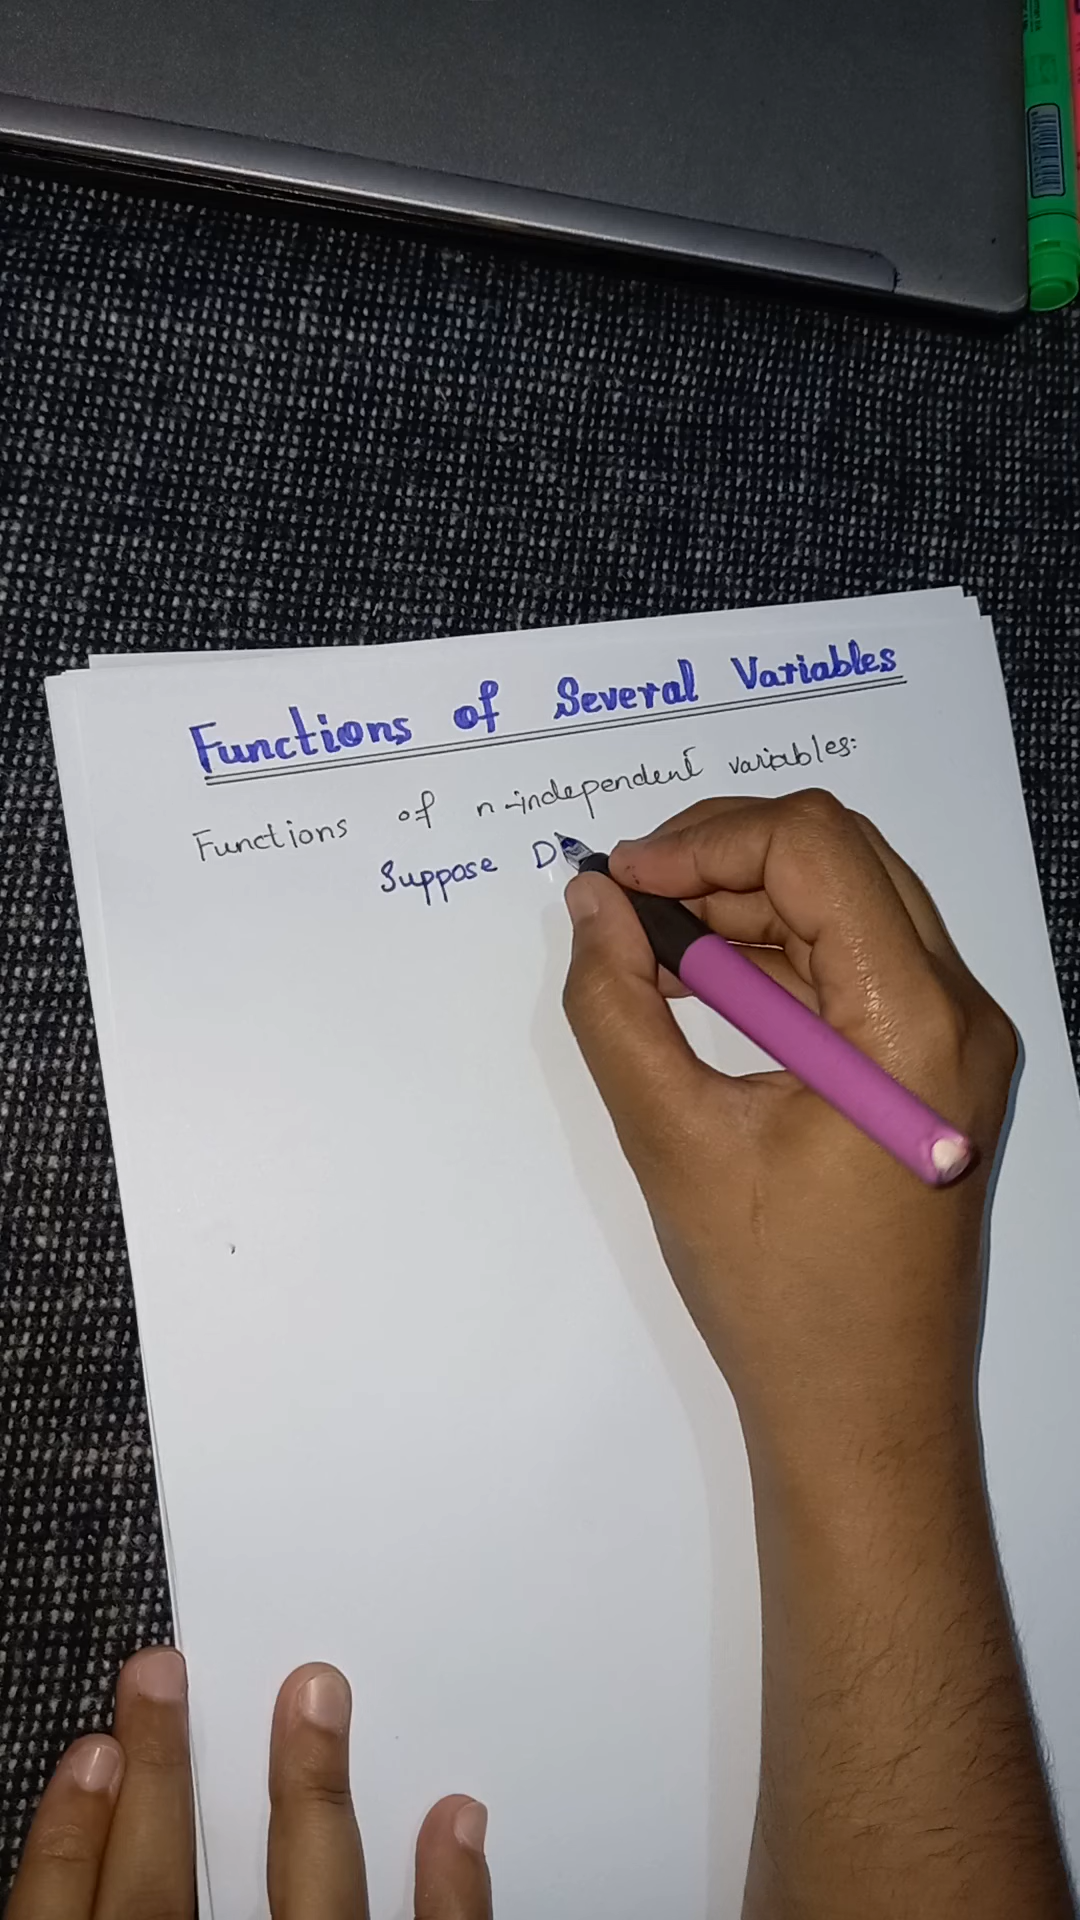 Functions of Several Variables
Functions of n-independent variables:
Suppose D